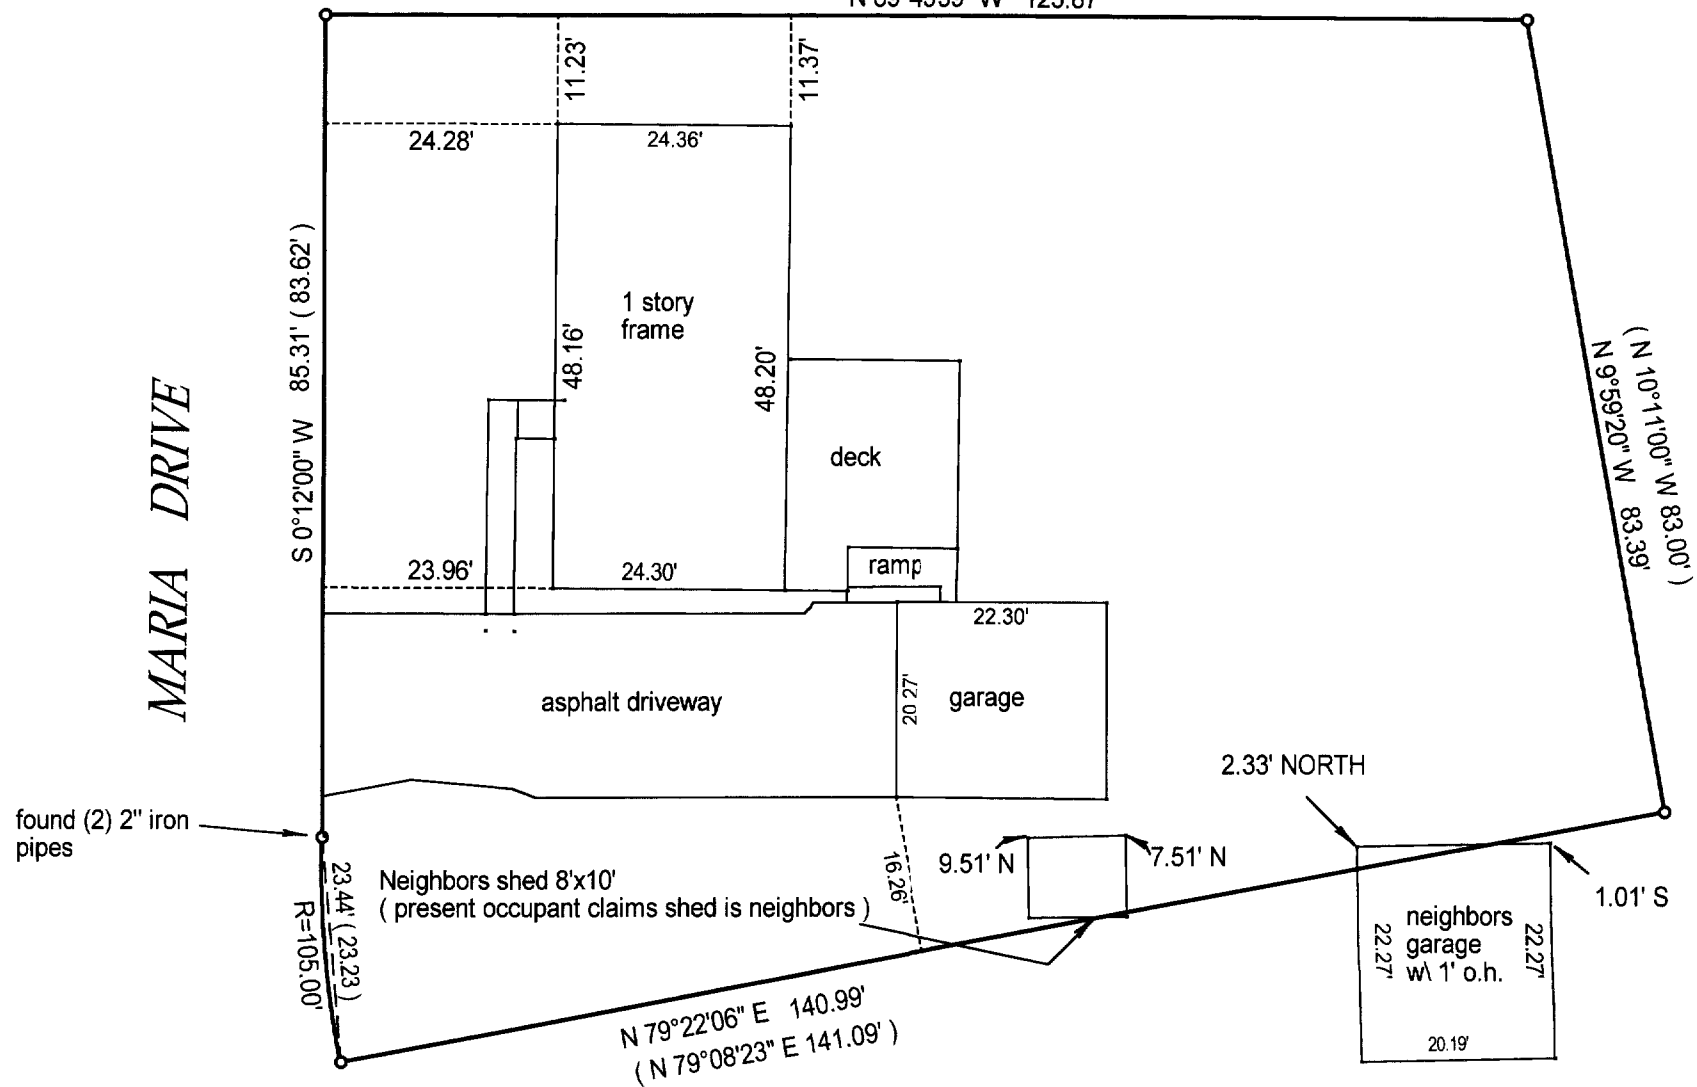 11.23'
11.37'
24.28'
24.36'
S 0°12'00" W 85.31' ( 83.62' )
1 story
frame
48.16'
48.20'
( N 10°11'00" W 83.00' )
N 9°59'20" W 83.39'
MARIA DRIVE
deck
23.96'
24.30'
ramp
22.30'
asphalt driveway
20 27'
garage
2.33' NORTH
found (2) 2" iron
pipes
9.51' N
7.51' N
16.26'
Neighbors shed 8'x10'
( present occupant claims shed is neighbors )
23.44' ( 23.23 )
R=105.00'
1.01' S
neighbors
garage
w\ 1' o.h.
22.27'
22.27'
20.19'
N 79°22'06" E 140.99'
( N 79°08'23" E 141.09' )